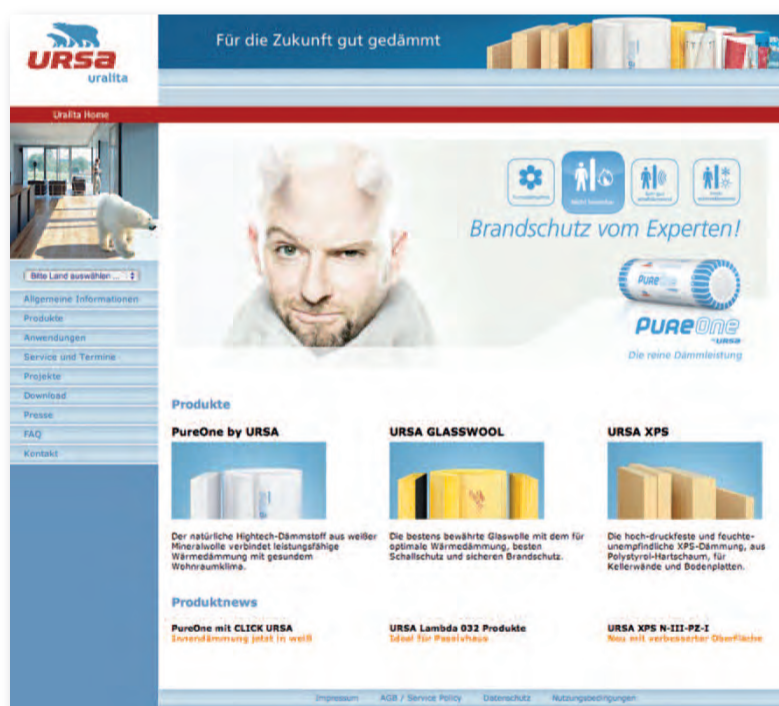 URSA
uralita
Für die Zukunft gut gedämmt
Uralita Home
Bitte Land auswählen ...
Allgemeine Informationen
Produkte
Anwendungen
Service und Termine
Projekte
Download
Presse
FAQ
Kontakt
Nicht brennbar
Brandschutz vom Experten!
PUREOne
PUREOne
by URSA
Die reine Dämmleistung
Produkte
PureOne by URSA
Der natürliche Hightech-Dämmstoff aus weißer
Mineralwolle verbindet leistungsfähige
Wärmedämmung mit gesundem
Wohnraumklima.
URSA GLASSWOOL
Die bestens bewährte Glaswolle mit dem für
optimale Wärmedämmung, besten
Schallschutz und sicheren Brandschutz.
URSA XPS
Die hoch-druckfeste und feuchte-
unempfindliche XPS-Dämmung, aus
Polystyrol-Hartschaum, für
Kellerwände und Bodenplatten.
Produktnews
PureOne mit CLICK URSA
Innendämmung jetzt in weiß
URSA Lambda 032 Produkte
Ideal für Passivhaus
URSA XPS N-III-PZ-I
Neu mit verbesserter Oberfläche
Impressum AGB / Service Policy Datenschutz Nutzungsbedingungen